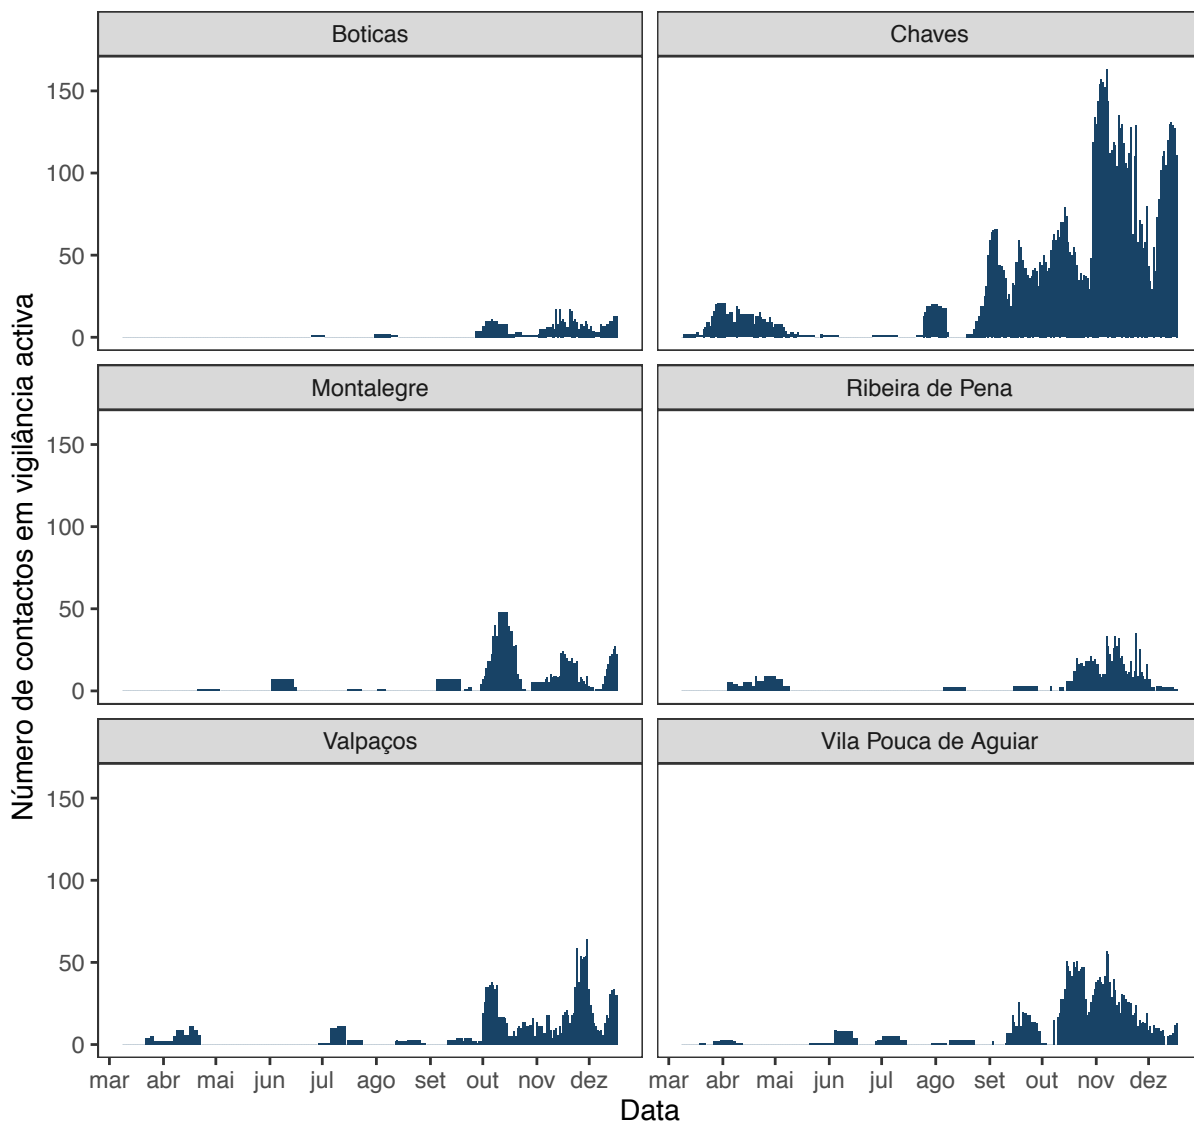 Boticas
Chaves
150
100
50
0
Montalegre
Ribeira de Pena
150
100
50
0
Valpaços
Vila Pouca de Aguiar
150
100
50
0
mar abr mai jun jul ago set out nov dez
mar abr mai jun jul ago set out nov dez
Data
Número de contactos em vigilância activa